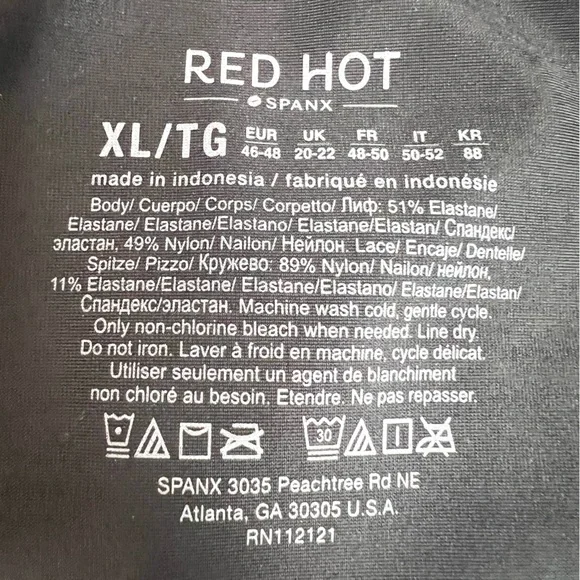 RED HOT
SPANX
XL/TG EUR 46-48 UK 20-22 FR 48-50 IT 50-52 KR 88
made in indonesia / fabriqué en indonésie
Body/ Cuerpo/ Corps/ Corpetto/ Лиф: 51% Elastane/
Elastane/ Elastane/Elastano/ Elastane/Elastan/ Спандекс/
эластан, 49% Nylon/ Nailon/ Нейлон. Lace/ Encaje/ Dentelle/
Spitze/ Pizzo/ Кружево: 89% Nylon/ Nailon/ нейлон,
11% Elastane/Elastane/ Elastane/Elastano/ Elastane/Elastan/
Спандекс/эластан. Machine wash cold, gentle cycle.
Only non-chlorine bleach when needed. Line dry.
Do not iron. Laver à froid en machine, cycle délicat.
Utiliser seulement un agent de blanchiment
non chloré au besoin. Étendre. Ne pas repasser.
30
SPANX 3035 Peachtree Rd NE
Atlanta, GA 30305 U.S.A.
RN112121